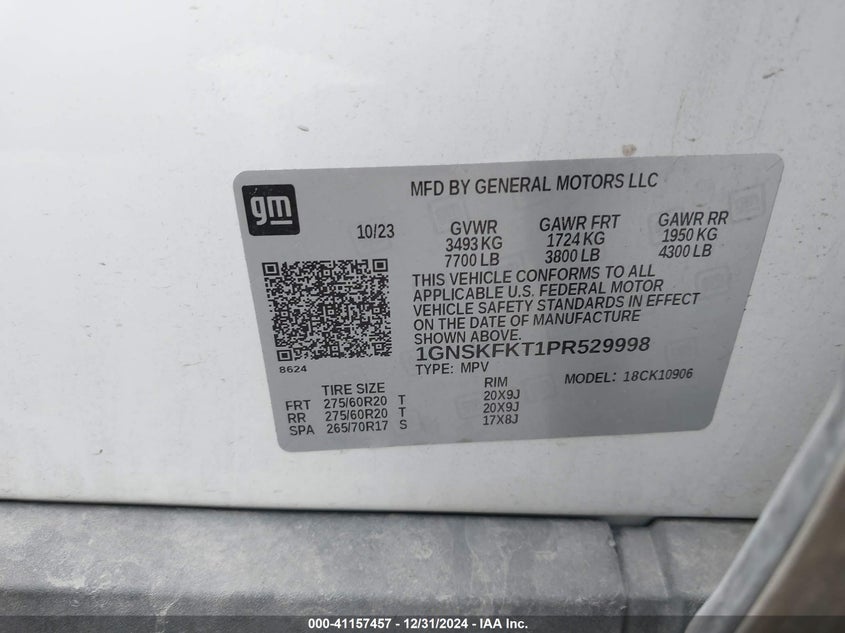 gm
MFD BY GENERAL MOTORS LLC
10/23
GVWR
3493 KG
7700 LB
GAWR FRT
1724 KG
3800 LB
GAWR RR
1950 KG
4300 LB
THIS VEHICLE CONFORMS TO ALL
APPLICABLE U.S. FEDERAL MOTOR
VEHICLE SAFETY STANDARDS IN EFFECT
ON THE DATE OF MANUFACTURE
SHOWN ABOVE.
8624
1GNSKFKT1PR529998
TYPE: MPV
MODEL: 18CK10906
TIRE SIZE RIM
FRT 275/60R20 T 20X9J
RR 275/60R20 T 20X9J
SPA 265/70R17 S 17X8J
000-41157457 - 12/31/2024 - IAA Inc.